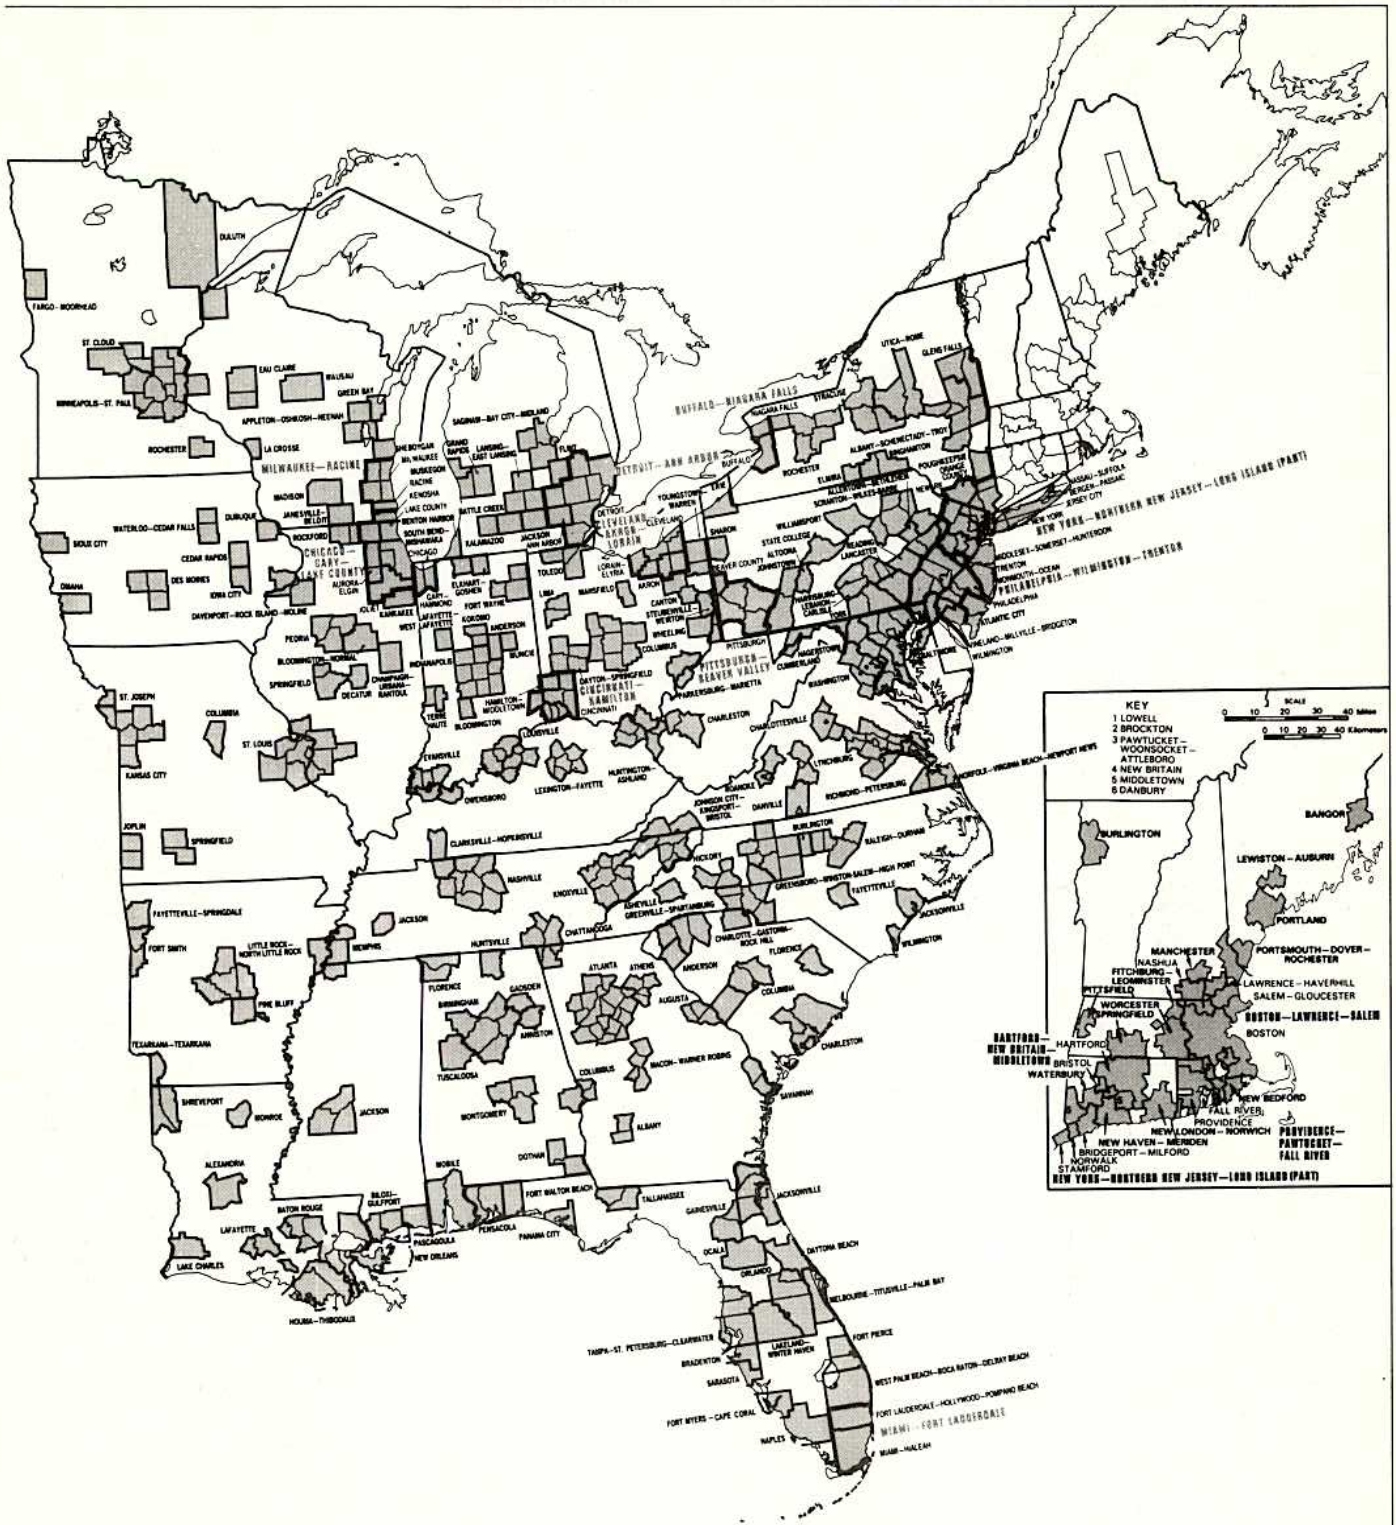 DULUTH
FARGO-MOORHEAD
ST. CLOUD
MINNEAPOLIS-ST. PAUL
EAU CLAIRE
WAUSAU
GREEN BAY
APPLETON-OSHKOSH-NEENAH
ROCHESTER
LA CROSSE
MILWAUKEE-RACINE
SHEBOYGAN
MILWAUKEE
MUSKEGON
RACINE
KENOSHA
LAKE COUNTY
BENTON HARBOR
SOUTH BEND-
MISHAWAKA
CHICAGO
GRAND
RAPIDS
LANSING-
EAST LANSING
SAGINAW-BAY CITY-MIDLAND
FLINT
DETROIT-ANN ARBOR
BATTLE CREEK
KALAMAZOO
JACKSON
ANN ARBOR
DETROIT
MADISON
JANESVILLE-
BELOIT
ROCKFORD
WATERLOO-CEDAR FALLS
DUBUQUE
SIOUX CITY
CEDAR RAPIDS
CHICAGO-
GARY-
LAKE COUNTY
OMAHA
DES MOINES
IOWA CITY
AURORA-
ELGIN
DAVENPORT-ROCK ISLAND-MOLINE
JOLIET
KANKAKEE
GARY-
HAMMOND
ELKHART-
GOSHEN
FORT WAYNE
LAFAYETTE-
WEST LAFAYETTE
KOKOMO
ANDERSON
MUNCIE
INDIANAPOLIS
PEORIA
BLOOMINGTON-NORMAL
SPRINGFIELD
DECATUR
CHAMPAIGN-
URBANA-
RANTOUL
TERRE
HAUTE
BLOOMINGTON
HAMILTON-
MIDDLETOWN
CINCINNATI
CINCINNATI-
HAMILTON
DAYTON-SPRINGFIELD
COLUMBUS
TOLEDO
LIMA
MANSFIELD
LORAIN-
ELYRIA
AKRON
CANTON
STEUBENVILLE-
WEIRTON
WHEELING
CLEVELAND-
AKRON-
LORAIN
CLEVELAND
YOUNGSTOWN-
WARREN
ERIE
SHARON
BEAVER COUNTY
PITTSBURGH
PITTSBURGH-
BEAVER VALLEY
PARKERSBURG-MARIETTA
BUFFALO-NIAGARA FALLS
NIAGARA FALLS
BUFFALO
ROCHESTER
SYRACUSE
UTICA-ROME
GLENS FALLS
ALBANY-SCHENECTADY-TROY
BINGHAMTON
ELMIRA
POUGHKEEPSIE
ORANGE
COUNTY
NEWARK
ALLENTOWN-BETHLEHEM
SCRANTON-WILKES-BARRE
WILLIAMSPORT
STATE COLLEGE
ALTOONA
JOHNSTOWN
READING
LANCASTER
HARRISBURG-
LEBANON-
CARLISLE
YORK
HAGERSTOWN
CUMBERLAND
BALTIMORE
WASHINGTON
NASSAU-SUFFOLK
BERGEN-PASSAIC
JERSEY CITY
NEW YORK
NEW YORK-NORTHERN NEW JERSEY-LONG ISLAND (PART)
MIDDLESEX-SOMERSET-HUNTERDON
TRENTON
MONMOUTH-OCEAN
PHILADELPHIA-WILMINGTON-TRENTON
PHILADELPHIA
ATLANTIC CITY
VINELAND-MILLVILLE-BRIDGETON
WILMINGTON
ST. JOSEPH
KANSAS CITY
COLUMBIA
ST. LOUIS
JOPLIN
SPRINGFIELD
EVANSVILLE
OWENSBORO
LOUISVILLE
LEXINGTON-FAYETTE
HUNTINGTON-
ASHLAND
CHARLESTON
CHARLOTTESVILLE
LYNCHBURG
ROANOKE
RICHMOND-PETERSBURG
NORFOLK-VIRGINIA BEACH-NEWPORT NEWS
DANVILLE
JOHNSON CITY-
KINGSPORT-
BRISTOL
BURLINGTON
RALEIGH-DURHAM
CLARKSVILLE-HOPKINSVILLE
NASHVILLE
KNOXVILLE
HICKORY
ASHEVILLE
GREENSBORO-WINSTON-SALEM-HIGH POINT
GREENVILLE-SPARTANBURG
FAYETTEVILLE
JACKSONVILLE
WILMINGTON
FAYETTEVILLE-SPRINGDALE
FORT SMITH
LITTLE ROCK-
NORTH LITTLE ROCK
PINE BLUFF
JACKSON
MEMPHIS
HUNTSVILLE
CHATTANOOGA
CHARLOTTE-GASTONIA-
ROCK HILL
FLORENCE
ANDERSON
COLUMBIA
FLORENCE
BIRMINGHAM
GADSDEN
ANNISTON
TUSCALOOSA
ATLANTA
ATHENS
AUGUSTA
CHARLESTON
TEXARKANA-TEXARKANA
SHREVEPORT
MONROE
JACKSON
MONTGOMERY
COLUMBUS
MACON-WARNER ROBINS
SAVANNAH
ALBANY
DOTHAN
ALEXANDRIA
MOBILE
BILOXI-
GULFPORT
BATON ROUGE
LAFAYETTE
LAKE CHARLES
PASCAGOULA
NEW ORLEANS
HOUMA-THIBODAUX
PENSACOLA
FORT WALTON BEACH
PANAMA CITY
TALLAHASSEE
GAINESVILLE
JACKSONVILLE
OCALA
ORLANDO
DAYTONA BEACH
MELBOURNE-TITUSVILLE-PALM BAY
TAMPA-ST. PETERSBURG-CLEARWATER
LAKELAND-
WINTER HAVEN
FORT PIERCE
BRADENTON
SARASOTA
WEST PALM BEACH-BOCA RATON-DELRAY BEACH
FORT MYERS-CAPE CORAL
FORT LAUDERDALE-HOLLYWOOD-POMPANO BEACH
MIAMI-FORT LAUDERDALE
NAPLES
MIAMI-HIALEAH
KEY
1 LOWELL
2 BROCKTON
3 PAWTUCKET-
WOONSOCKET-
ATTLEBORO
4 NEW BRITAIN
5 MIDDLETOWN
6 DANBURY
SCALE
0 10 20 30 40 Miles
0 10 20 30 40 Kilometers
BURLINGTON
BANGOR
LEWISTON-AUBURN
PORTLAND
MANCHESTER
NASHUA
FITCHBURG-
LEOMINSTER
PITTSFIELD
PORTSMOUTH-DOVER-
ROCHESTER
LAWRENCE-HAVERHILL
SALEM-GLOUCESTER
WORCESTER
SPRINGFIELD
BOSTON-LAWRENCE-SALEM
BOSTON
HARTFORD-
NEW BRITAIN-
MIDDLETOWN
HARTFORD
BRISTOL
WATERBURY
NEW BEDFORD
FALL RIVER
PROVIDENCE
NEW LONDON-NORWICH
PROVIDENCE-
PAWTUCKET-
FALL RIVER
NEW HAVEN-MERIDEN
BRIDGEPORT-MILFORD
NORWALK
STAMFORD
NEW YORK-NORTHERN NEW JERSEY-LONG ISLAND (PART)